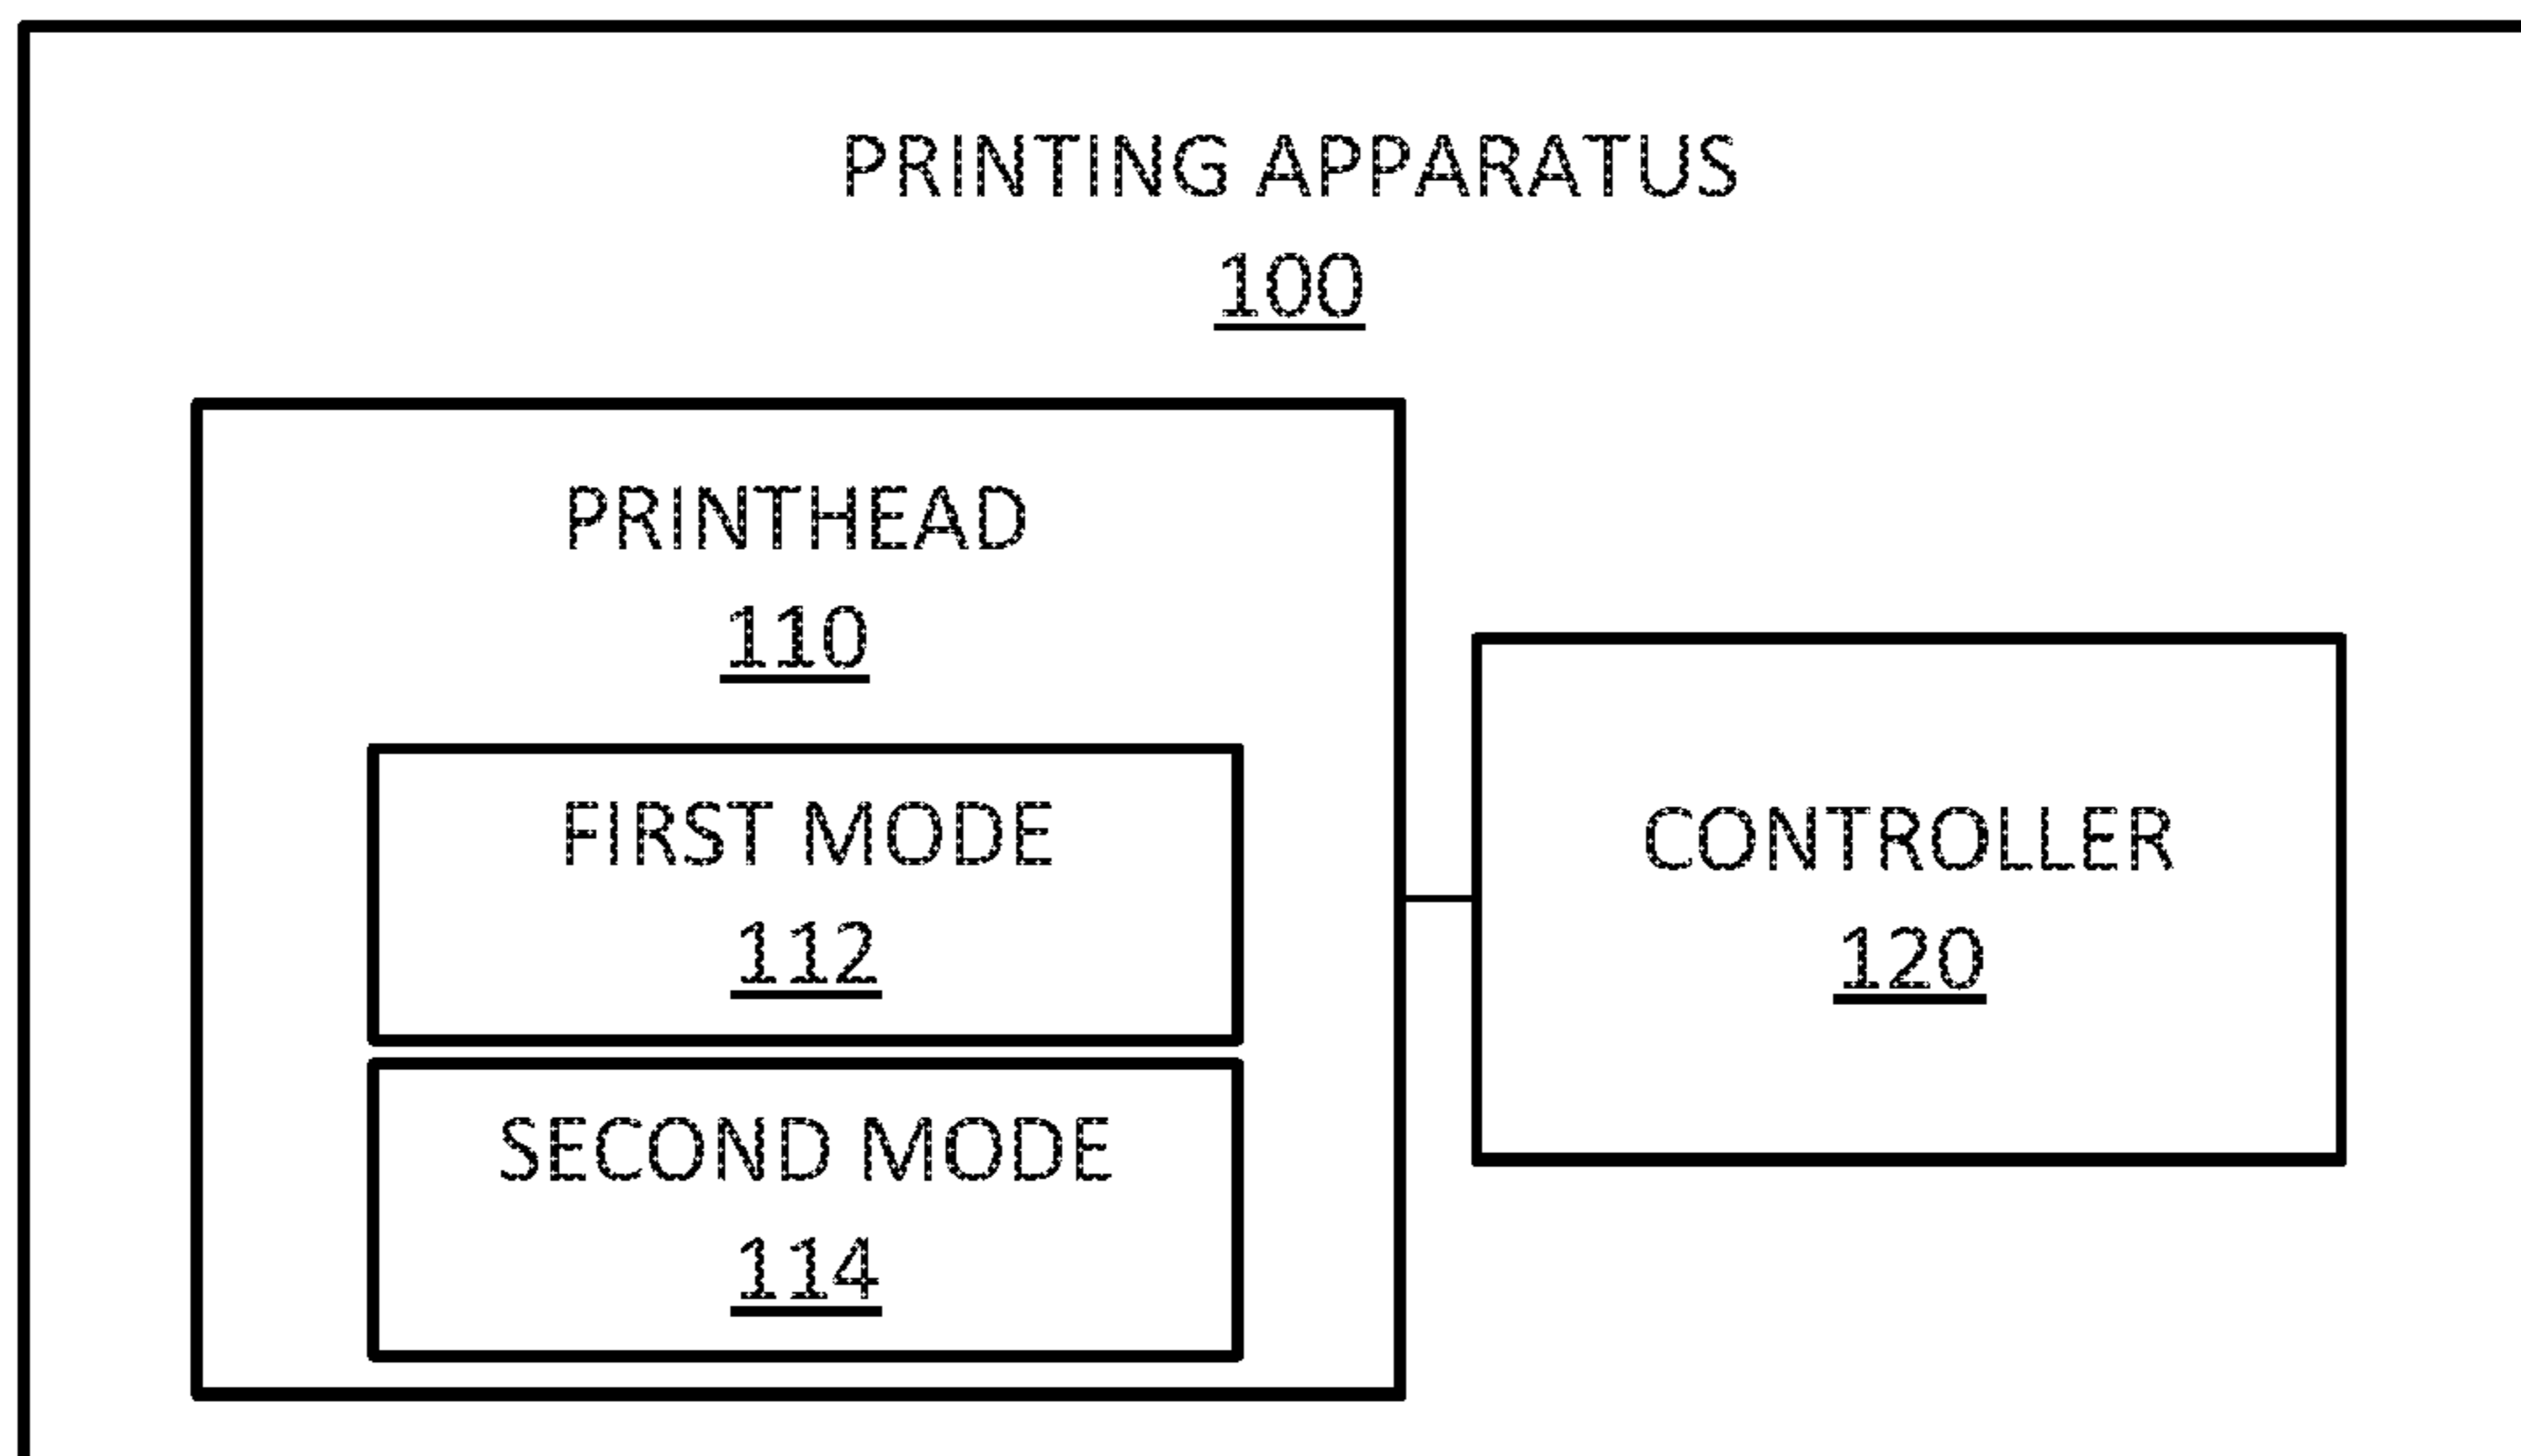 PRINTING APPARATUS
100
PRINTHEAD
110
FIRST MODE
112
SECOND MODE
114
CONTROLLER
120